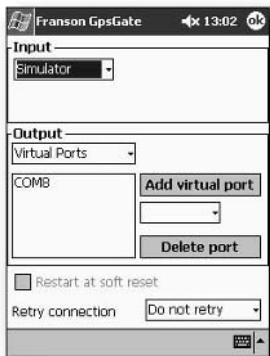 Franson GpsGate 13:02 ok
Input
Simulator
Output
Virtual Ports
COM8
Add virtual port
Delete port
Restart at soft reset
Retry connection Do not retry